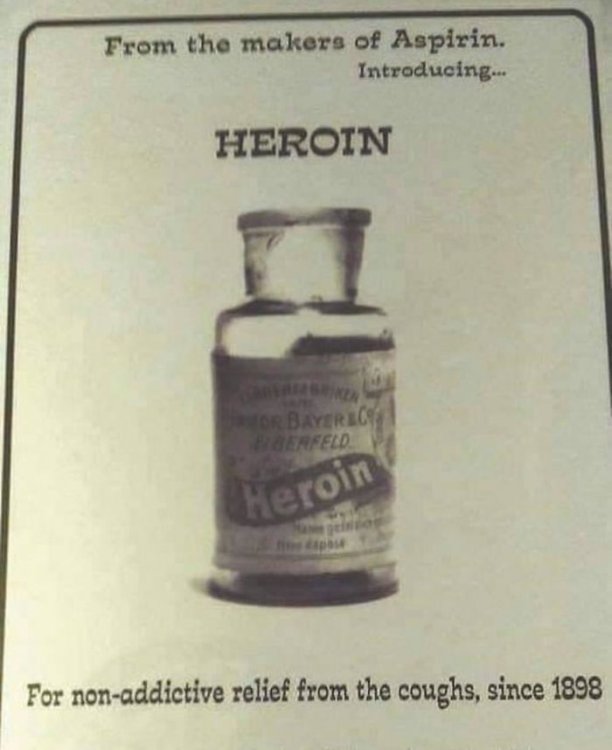 From the makers of Aspirin.
Introducing...
HEROIN
BAYER & Co
ELBERFELD
Heroin
For non-addictive relief from the coughs, since 1898